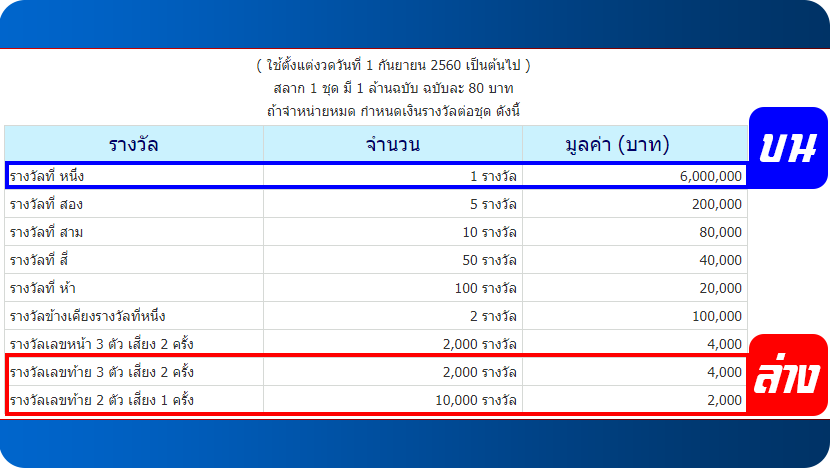 ( ใช้ตั้งแต่งวดวันที่ 1 กันยายน 2560 เป็นต้นไป )
สลาก 1 ชุด มี 1 ล้านฉบับ ฉบับละ 80 บาท
ถ้าจำหน่ายหมด กำหนดเงินรางวัลต่อชุด ดังนี้
รางวัล จำนวน มูลค่า (บาท)
บน
รางวัลที่ หนึ่ง 1 รางวัล 6,000,000
รางวัลที่ สอง 5 รางวัล 200,000
รางวัลที่ สาม 10 รางวัล 80,000
รางวัลที่ สี่ 50 รางวัล 40,000
รางวัลที่ ห้า 100 รางวัล 20,000
รางวัลข้างเคียงรางวัลที่หนึ่ง 2 รางวัล 100,000
รางวัลเลขหน้า 3 ตัว เสี่ยง 2 ครั้ง 2,000 รางวัล 4,000
รางวัลเลขท้าย 3 ตัว เสี่ยง 2 ครั้ง 2,000 รางวัล 4,000
ล่าง
รางวัลเลขท้าย 2 ตัว เสี่ยง 1 ครั้ง 10,000 รางวัล 2,000